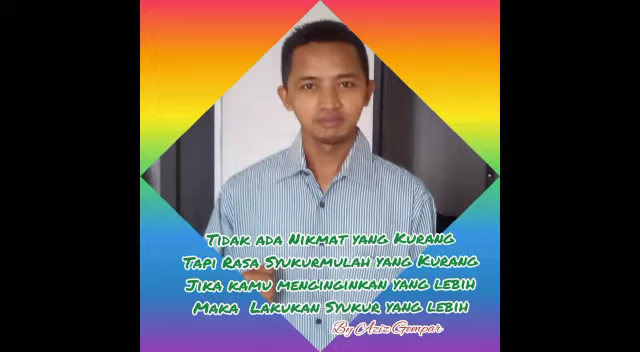 Tidak ada Nikmat yang Kurang
Tapi Rasa Syukurmulah yang Kurang
Jika kamu menginginkan yang lebih
Maka Lakukan Syukur yang lebih
By Aziz Gempar